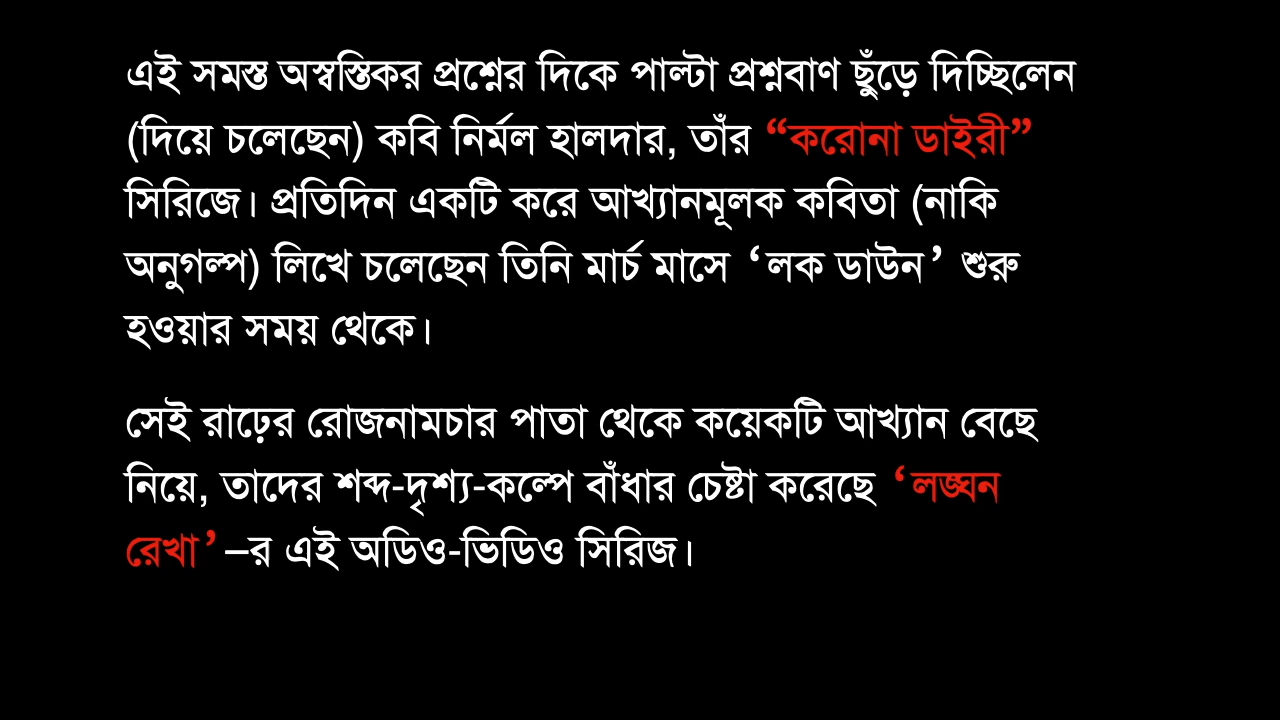 এই সমস্ত অস্বস্তিকর প্রশ্নের দিকে পাল্টা প্রশ্নবাণ ছুঁড়ে দিচ্ছিলেন
(দিয়ে চলেছেন) কবি নির্মল হালদার, তাঁর “করোনা ডাইরী”
সিরিজে। প্রতিদিন একটি করে আখ্যানমূলক কবিতা (নাকি
অনুগল্প) লিখে চলেছেন তিনি মার্চ মাসে ‘লক ডাউন’ শুরু
হওয়ার সময় থেকে।
সেই রাঢ়ের রোজনামচার পাতা থেকে কয়েকটি আখ্যান বেছে
নিয়ে, তাদের শব্দ-দৃশ্য-কল্পে বাঁধার চেষ্টা করেছে ‘লঙ্ঘন
রেখা’–র এই অডিও-ভিডিও সিরিজ।